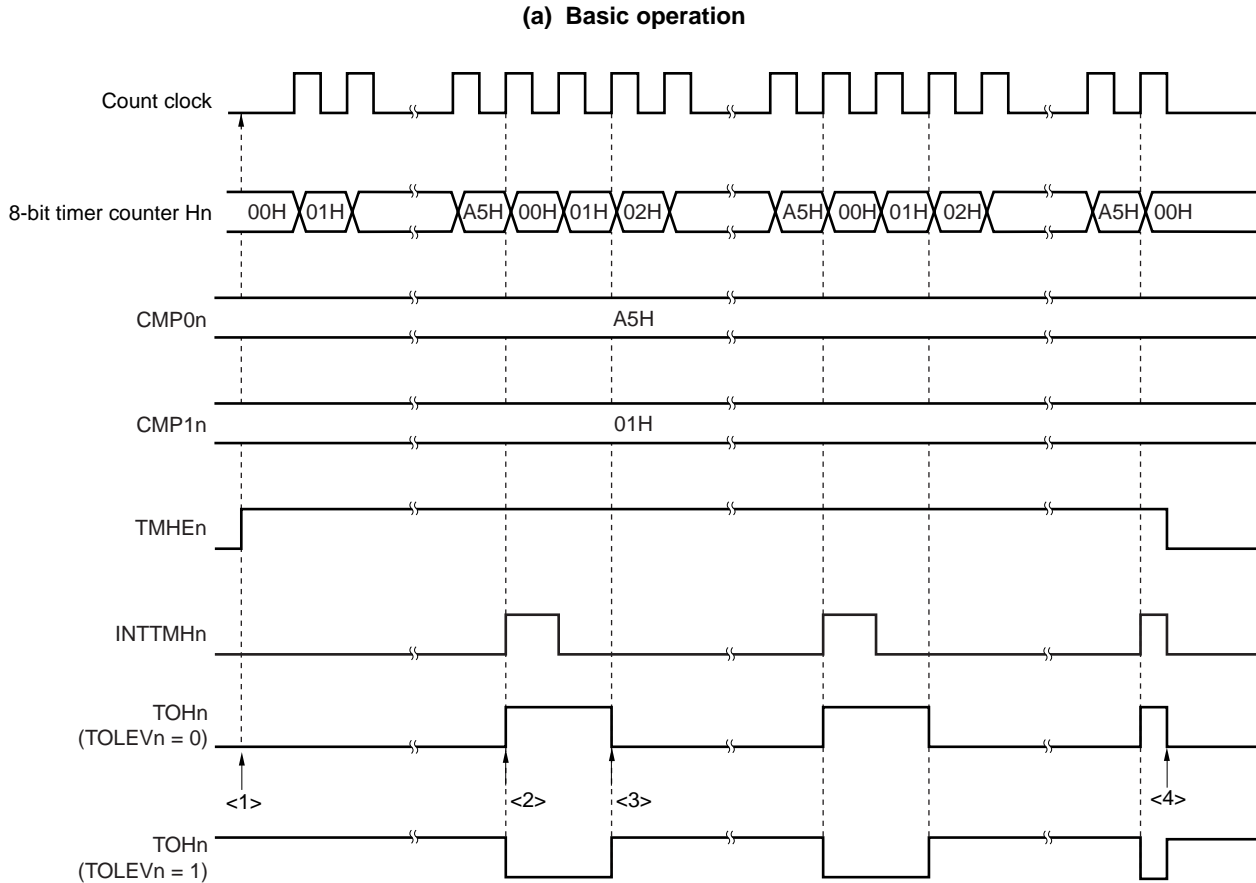 (a) Basic operation
Count clock
8-bit timer counter Hn 00H 01H A5H 00H 01H 02H A5H 00H 01H 02H A5H 00H
CMP0n A5H
CMP1n 01H
TMHEn
INTTMHn
TOHn
(TOLEVn = 0)
<1> <2> <3> <4>
TOHn
(TOLEVn = 1)